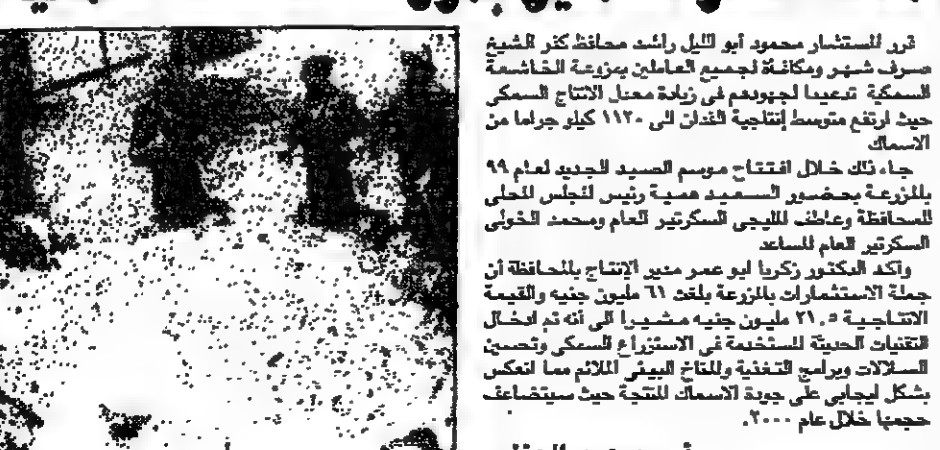 قرر المستشار محمود أبو الليل راشد محافظ كفر الشيخ
صرف شهر ومكافأة لجميع العاملين بمزرعة الخاشعة
السمكية تدعيما لجهودهم فى زيادة معدل الانتاج السمكى
حيث ارتفع متوسط إنتاجية الفدان الى ١١٢٠ كيلو جراما من
الاسماك
جاء ذلك خلال افتتاح موسم الصيد الجديد لعام ٩٩
بالمزرعة بحضور السعيد رئيس المجلس المحلى
للمحافظة وعاطف المليجى السكرتير العام ومحمد الخولى
السكرتير العام المساعد
وأكد الدكتور زكريا ابو عمر مدير الإنتاج بالمحافظة أن
جملة الاستثمارات بالمزرعة بلغت ٦١ مليون جنيه والقيمة
الانتاجية ٢١.٥ مليون جنيه مشيرا الى أنه تم ادخال
التقنيات الحديثة المستخدمة فى الاستزراع السمكى وتحسين
السلالات وبرامج التغذية والمناخ البيئى الملائم مما انعكس
بشكل ايجابى على جودة الاسماك المنتجة حيث سيتضاعف
حجمها خلال عام ٢٠٠٠.